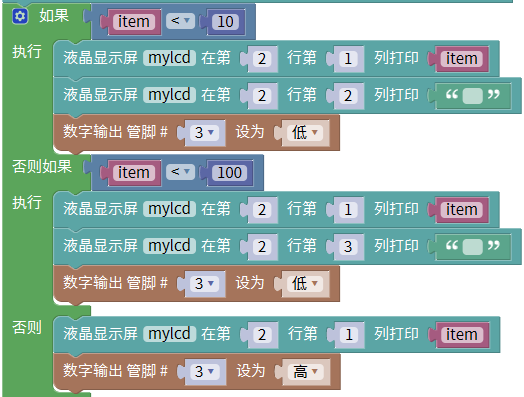 如果 item < 10
执行 液晶显示屏 mylcd 在第 2 行第 1 列打印 item
液晶显示屏 mylcd 在第 2 行第 2 列打印 “ ”
数字输出 管脚 # 3 设为 低
否则如果 item < 100
执行 液晶显示屏 mylcd 在第 2 行第 1 列打印 item
液晶显示屏 mylcd 在第 2 行第 3 列打印 “ ”
数字输出 管脚 # 3 设为 低
否则 液晶显示屏 mylcd 在第 2 行第 1 列打印 item
数字输出 管脚 # 3 设为 高